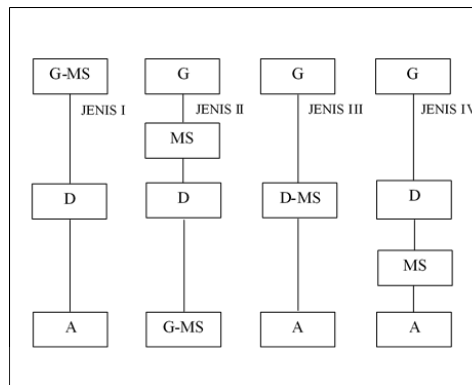 G-MS G G G
JENIS I JENIS II JENIS III JENIS IV
MS
D D D-MS D
MS
A G-MS A A